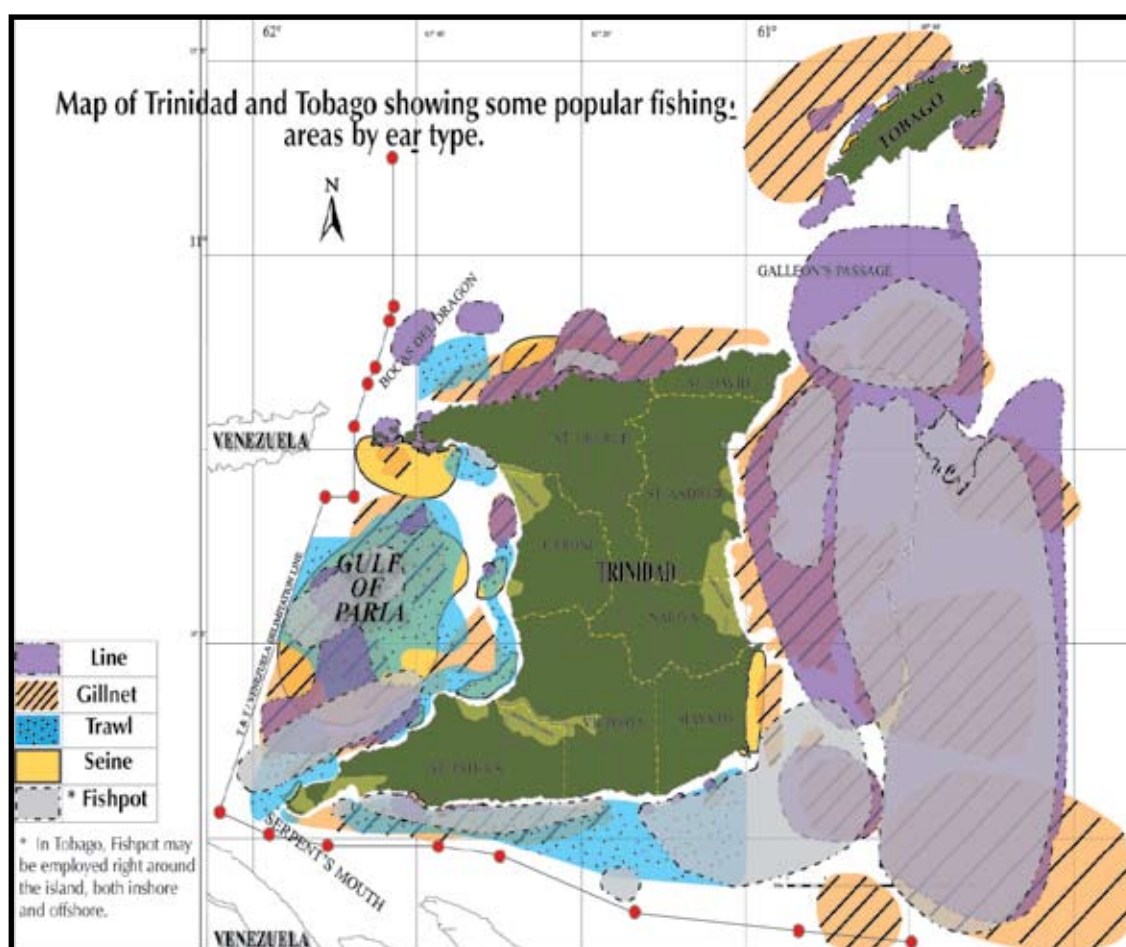 62°
61°
Map of Trinidad and Tobago showing some popular fishing
areas by ear type.
N
TOBAGO
11°
GALLEON'S PASSAGE
BOCAS DEL DRAGON
ST. DAVID
VENEZUELA
ST. GEORGE
ST. ANDREW
CARONI
TRINIDAD
GULF
OF
PARIA
NARIVA
T & T / VENEZUELA DELIMITATION LINE
Line
Gillnet
Trawl
Seine
* Fishpot
VICTORIA
MAYARO
ST. PATRICK
* In Tobago, Fishpot may
be employed right around
the island, both inshore
and offshore.
SERPENT'S MOUTH
VENEZUELA